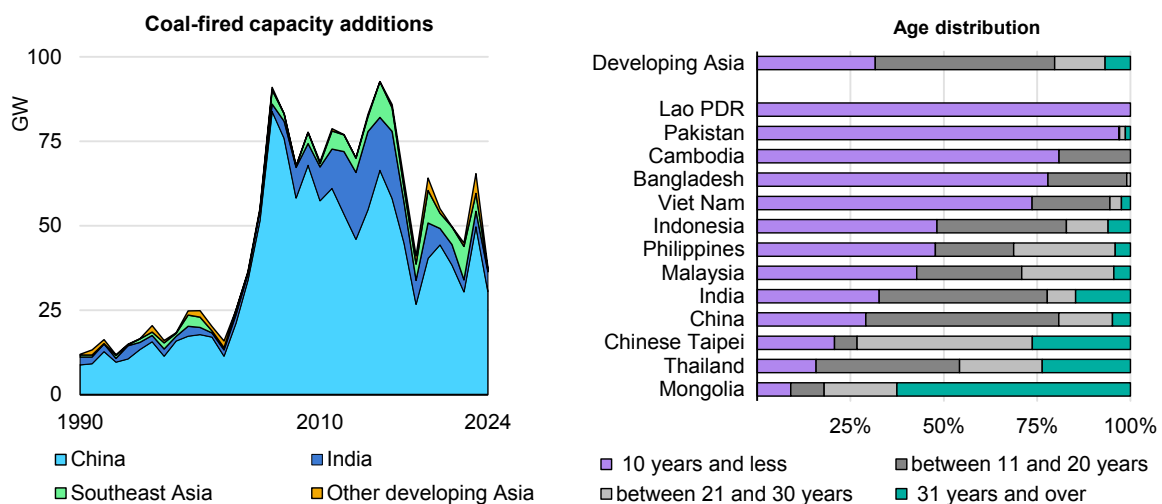 Coal-fired capacity additions
GW
100
75
50
25
0
1990
2010
2024
China
India
Southeast Asia
Other developing Asia
Age distribution
Developing Asia
Lao PDR
Pakistan
Cambodia
Bangladesh
Viet Nam
Indonesia
Philippines
Malaysia
India
China
Chinese Taipei
Thailand
Mongolia
25%
50%
75%
100%
10 years and less
between 11 and 20 years
between 21 and 30 years
31 years and over